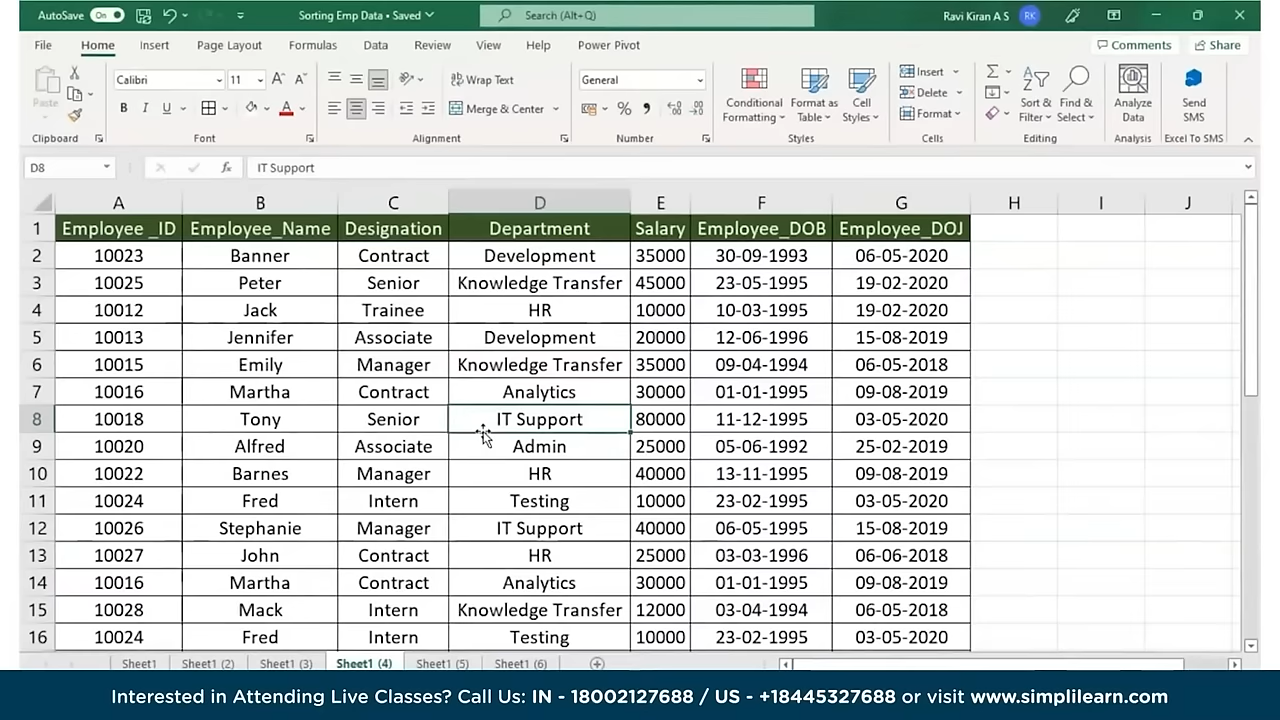 AutoSave On Sorting Emp Data • Saved Search (Alt+Q) Ravi Kiran A S RK
File Home Insert Page Layout Formulas Data Review View Help Power Pivot Comments Share
Paste Calibri 11 A A Wrap Text General Conditional Formatting Format as Table Cell Styles Insert Σ Sort & Filter Find & Select Analyze Data Send SMS
B I U A Merge & Center % Delete
Format
Clipboard Font Alignment Number Styles Cells Editing Analysis Excel To SMS
D8 fx IT Support
A B C D E F G H I J
1 Employee _ID Employee_Name Designation Department Salary Employee_DOB Employee_DOJ
2 10023 Banner Contract Development 35000 30-09-1993 06-05-2020
3 10025 Peter Senior Knowledge Transfer 45000 23-05-1995 19-02-2020
4 10012 Jack Trainee HR 10000 10-03-1995 19-02-2020
5 10013 Jennifer Associate Development 20000 12-06-1996 15-08-2019
6 10015 Emily Manager Knowledge Transfer 35000 09-04-1994 06-05-2018
7 10016 Martha Contract Analytics 30000 01-01-1995 09-08-2019
8 10018 Tony Senior IT Support 80000 11-12-1995 03-05-2020
9 10020 Alfred Associate Admin 25000 05-06-1992 25-02-2019
10 10022 Barnes Manager HR 40000 13-11-1995 09-08-2019
11 10024 Fred Intern Testing 10000 23-02-1995 03-05-2020
12 10026 Stephanie Manager IT Support 40000 06-05-1995 15-08-2019
13 10027 John Contract HR 25000 03-03-1996 06-06-2018
14 10016 Martha Contract Analytics 30000 01-01-1995 09-08-2019
15 10028 Mack Intern Knowledge Transfer 12000 03-04-1994 06-05-2018
16 10024 Fred Intern Testing 10000 23-02-1995 03-05-2020
Sheet1 Sheet1 (2) Sheet1 (3) Sheet1 (4) Sheet1 (5) Sheet1 (6)
Interested in Attending Live Classes? Call Us: IN - 18002127688 / US - +18445327688 or visit www.simplilearn.com